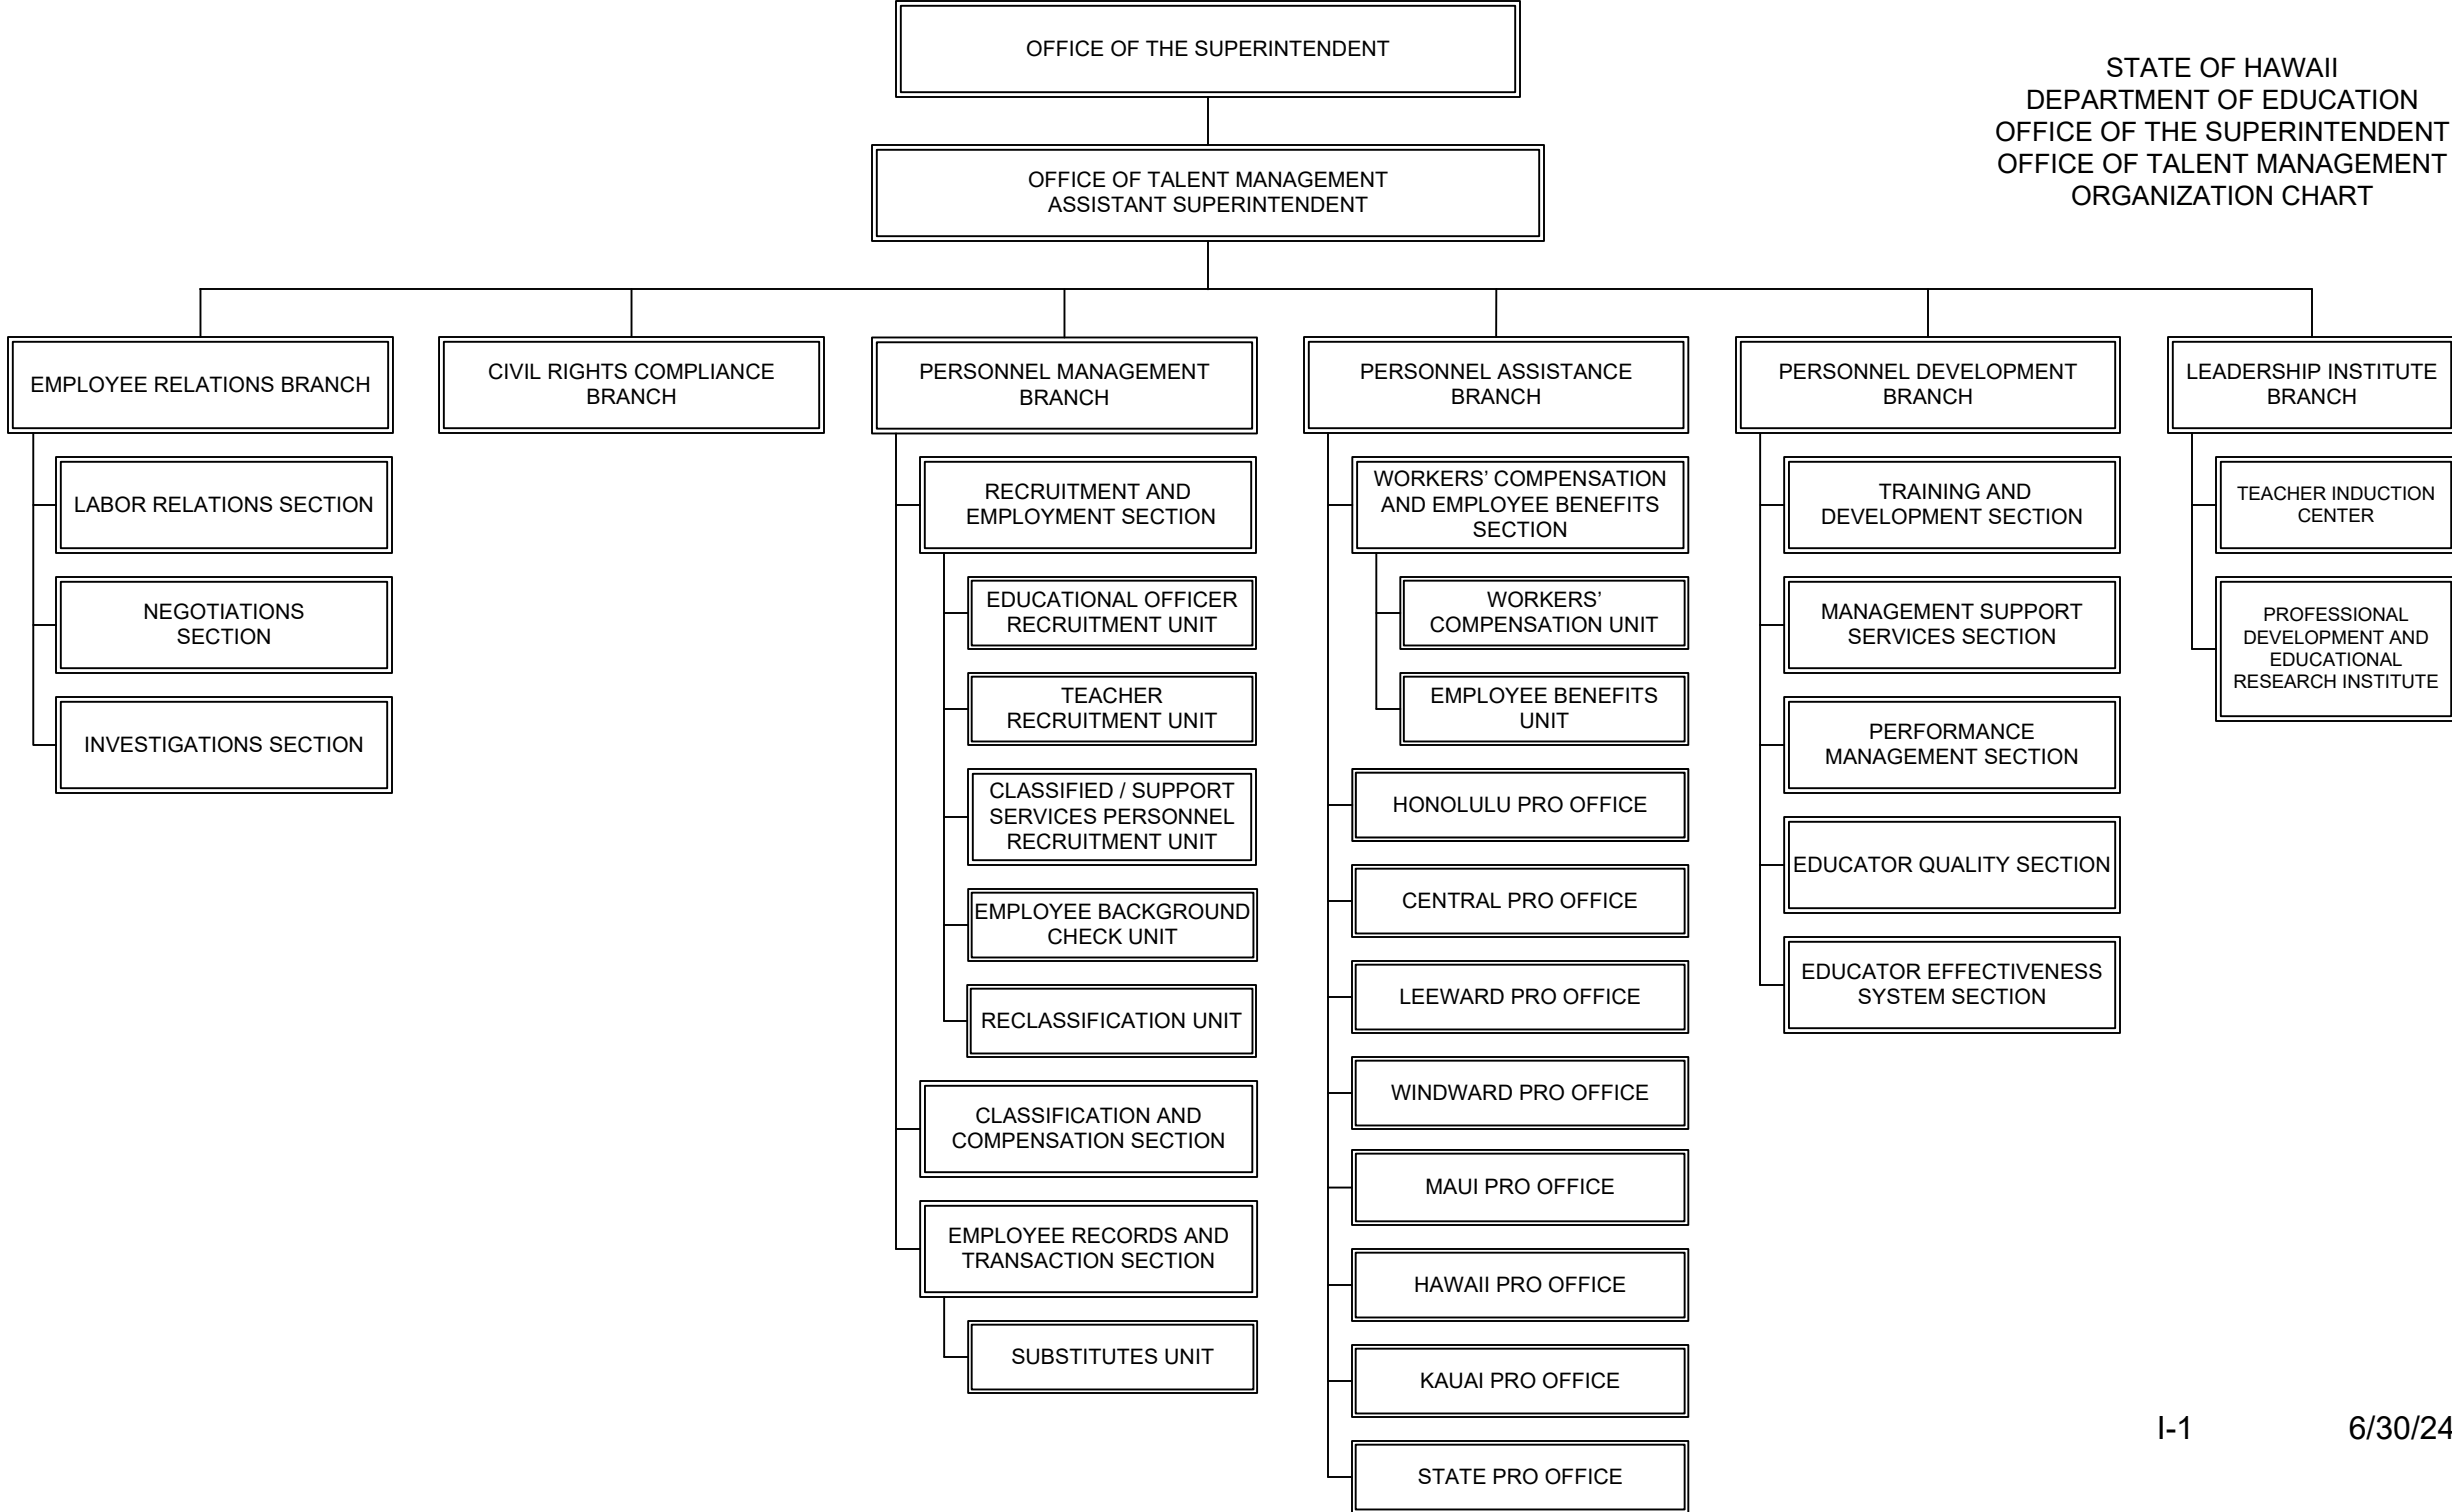 OFFICE OF THE SUPERINTENDENT
STATE OF HAWAII
DEPARTMENT OF EDUCATION
OFFICE OF THE SUPERINTENDENT
OFFICE OF TALENT MANAGEMENT
ORGANIZATION CHART
OFFICE OF TALENT MANAGEMENT
ASSISTANT SUPERINTENDENT
EMPLOYEE RELATIONS BRANCH
LABOR RELATIONS SECTION
NEGOTIATIONS
SECTION
INVESTIGATIONS SECTION
CIVIL RIGHTS COMPLIANCE
BRANCH
PERSONNEL MANAGEMENT
BRANCH
RECRUITMENT AND
EMPLOYMENT SECTION
EDUCATIONAL OFFICER
RECRUITMENT UNIT
TEACHER
RECRUITMENT UNIT
CLASSIFIED / SUPPORT
SERVICES PERSONNEL
RECRUITMENT UNIT
EMPLOYEE BACKGROUND
CHECK UNIT
RECLASSIFICATION UNIT
CLASSIFICATION AND
COMPENSATION SECTION
EMPLOYEE RECORDS AND
TRANSACTION SECTION
SUBSTITUTES UNIT
PERSONNEL ASSISTANCE
BRANCH
WORKERS’ COMPENSATION
AND EMPLOYEE BENEFITS
SECTION
WORKERS’
COMPENSATION UNIT
EMPLOYEE BENEFITS
UNIT
HONOLULU PRO OFFICE
CENTRAL PRO OFFICE
LEEWARD PRO OFFICE
WINDWARD PRO OFFICE
MAUI PRO OFFICE
HAWAII PRO OFFICE
KAUAI PRO OFFICE
STATE PRO OFFICE
PERSONNEL DEVELOPMENT
BRANCH
TRAINING AND
DEVELOPMENT SECTION
MANAGEMENT SUPPORT
SERVICES SECTION
PERFORMANCE
MANAGEMENT SECTION
EDUCATOR QUALITY SECTION
EDUCATOR EFFECTIVENESS
SYSTEM SECTION
LEADERSHIP INSTITUTE
BRANCH
TEACHER INDUCTION
CENTER
PROFESSIONAL
DEVELOPMENT AND
EDUCATIONAL
RESEARCH INSTITUTE
I-1 6/30/24